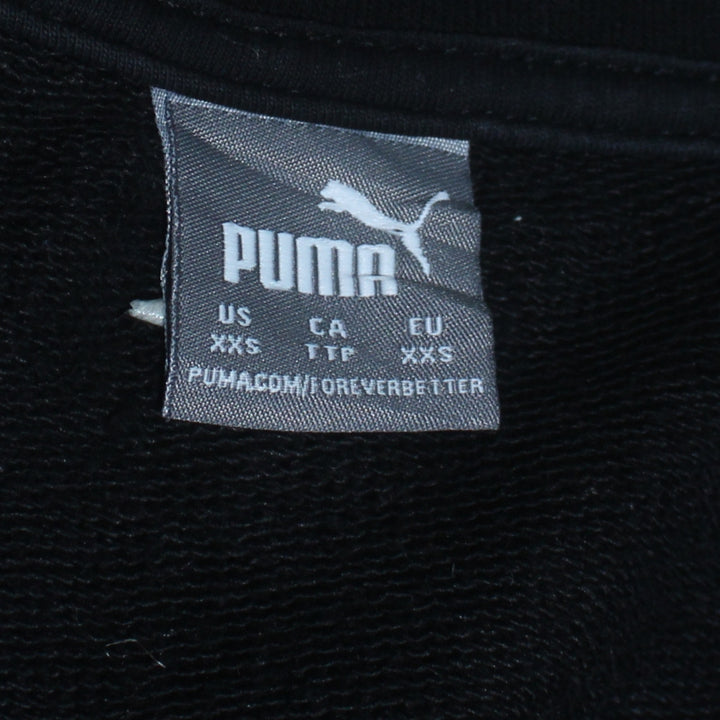 PUMA
US CA EU
XXS TTP XXS
PUMA.COM/FOREVERBETTER